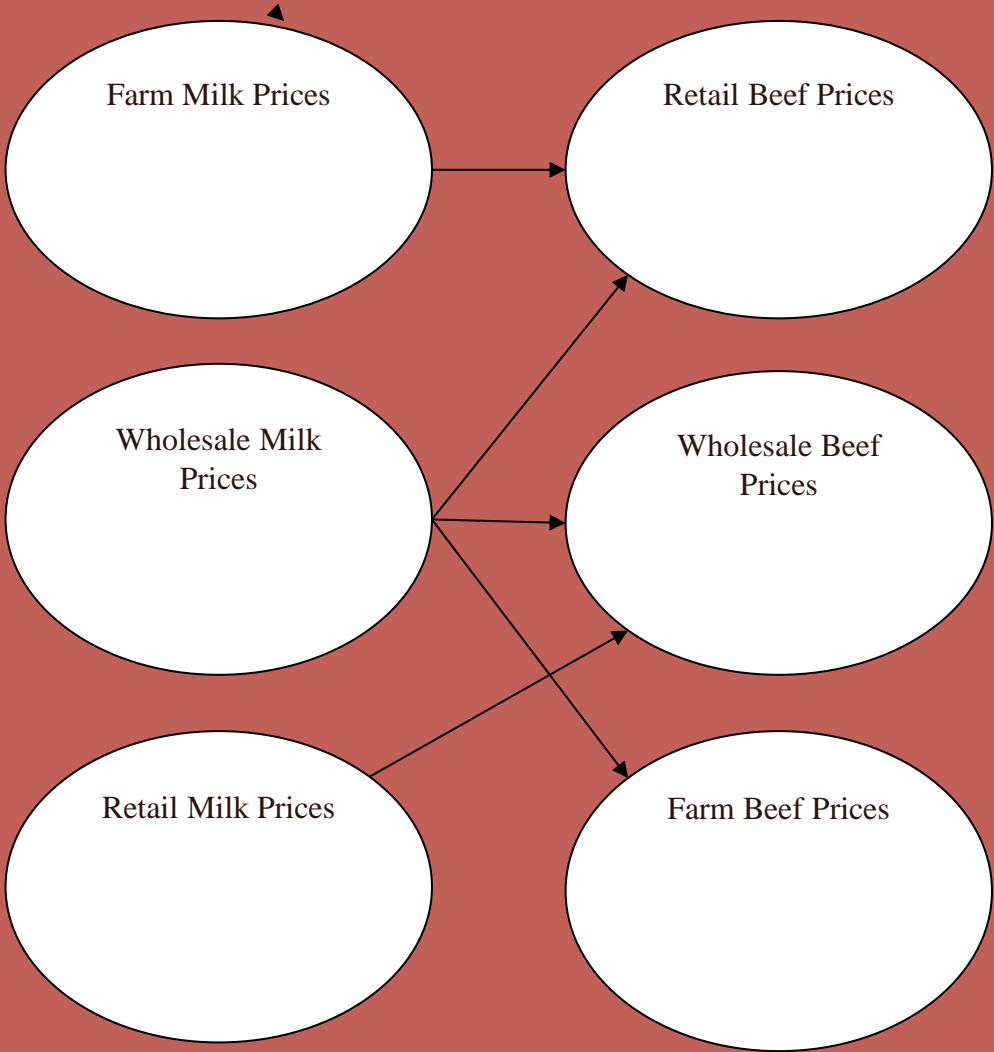 Farm Milk Prices
Retail Beef Prices
Wholesale Milk
Prices
Wholesale Beef
Prices
Retail Milk Prices
Farm Beef Prices